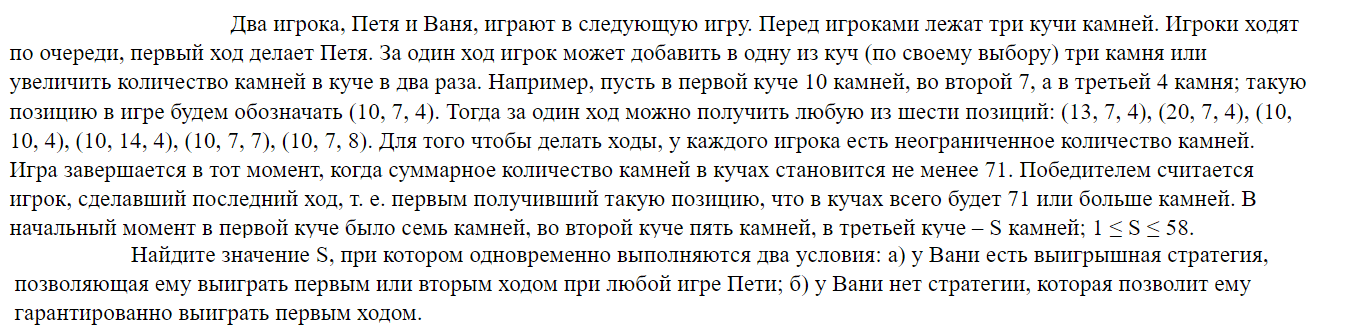 Два игрока, Петя и Ваня, играют в следующую игру. Перед игроками лежат три кучи камней. Игроки ходят
по очереди, первый ход делает Петя. За один ход игрок может добавить в одну из куч (по своему выбору) три камня или
увеличить количество камней в куче в два раза. Например, пусть в первой куче 10 камней, во второй 7, а в третьей 4 камня; такую
позицию в игре будем обозначать (10, 7, 4). Тогда за один ход можно получить любую из шести позиций: (13, 7, 4), (20, 7, 4), (10,
10, 4), (10, 14, 4), (10, 7, 7), (10, 7, 8). Для того чтобы делать ходы, у каждого игрока есть неограниченное количество камней.
Игра завершается в тот момент, когда суммарное количество камней в кучах становится не менее 71. Победителем считается
игрок, сделавший последний ход, т. е. первым получивший такую позицию, что в кучах всего будет 71 или больше камней. В
начальный момент в первой куче было семь камней, во второй куче пять камней, в третьей куче – S камней; 1 ≤ S ≤ 58.
Найдите значение S, при котором одновременно выполняются два условия: а) у Вани есть выигрышная стратегия,
позволяющая ему выиграть первым или вторым ходом при любой игре Пети; б) у Вани нет стратегии, которая позволит ему
гарантированно выиграть первым ходом.